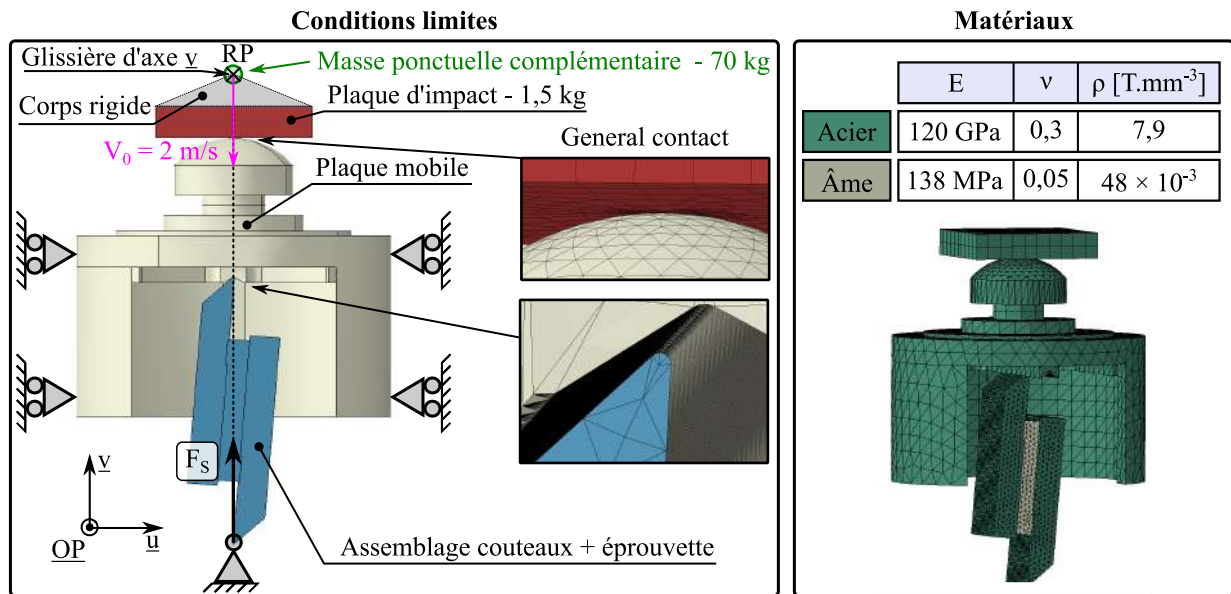 Conditions limites
Glissière d'axe v
RP
Masse ponctuelle complémentaire - 70 kg
Corps rigide
Plaque d'impact - 1,5 kg
V₀ = 2 m/s
General contact
Plaque mobile
F_S
v
u
OP
Assemblage couteaux + éprouvette
Matériaux
E ν ρ [T.mm⁻³]
Acier 120 GPa 0,3 7,9
Âme 138 MPa 0,05 48 × 10⁻³